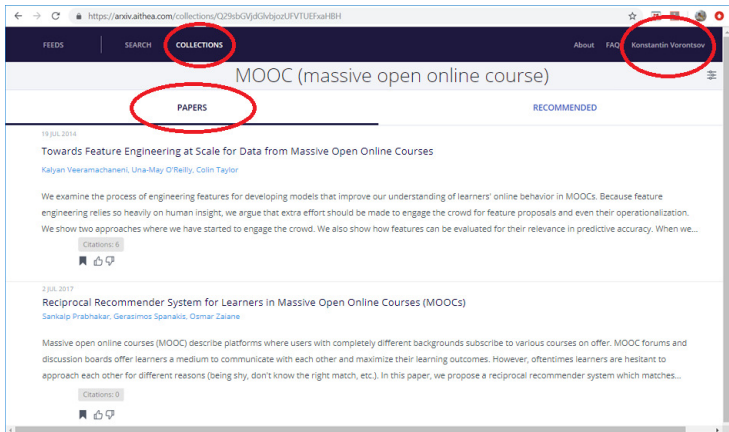 https://arxiv.aithea.com/collections/Q29sbGVjdGlvbjozUFVTUEFxaHBH
FEEDS SEARCH COLLECTIONS About FAQ Konstantin Vorontsov
MOOC (massive open online course)
PAPERS RECOMMENDED
19 JUL 2014
Towards Feature Engineering at Scale for Data from Massive Open Online Courses
Kalyan Veeramachaneni, Una-May O'Reilly, Colin Taylor
We examine the process of engineering features for developing models that improve our understanding of learners' online behavior in MOOCs. Because feature
engineering relies so heavily on human insight, we argue that extra effort should be made to engage the crowd for feature proposals and even their operationalization.
We show two approaches where we have started to engage the crowd. We also show how features can be evaluated for their relevance in predictive accuracy. When we...
Citations: 6
2 JUL 2017
Reciprocal Recommender System for Learners in Massive Open Online Courses (MOOCs)
Sankalp Prabhakar, Gerasimos Spanakis, Osmar Zaiane
Massive open online courses (MOOC) describe platforms where users with completely different backgrounds subscribe to various courses on offer. MOOC forums and
discussion boards offer learners a medium to communicate with each other and maximize their learning outcomes. However, oftentimes learners are hesitant to
approach each other for different reasons (being shy, don't know the right match, etc.). In this paper, we propose a reciprocal recommender system which matches...
Citations: 0